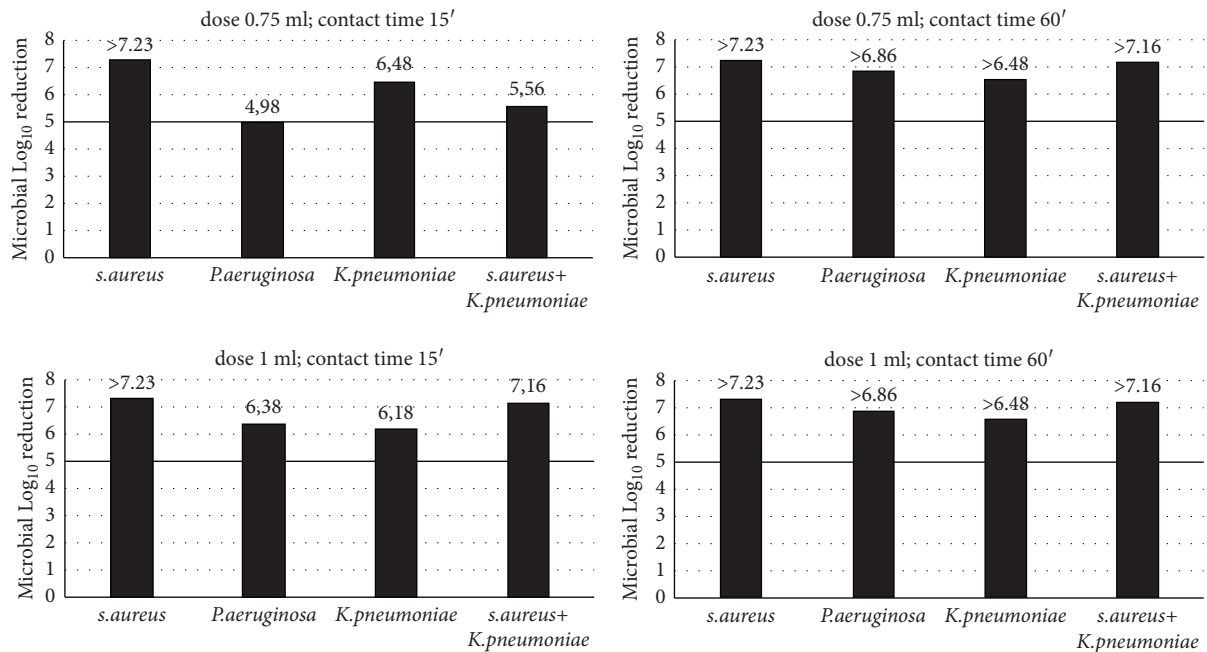 dose 0.75 ml; contact time 15′
Microbial Log₁₀ reduction
8
7
6
5
4
3
2
1
0
>7.23
4,98
6,48
5,56
s.aureus
P.aeruginosa
K.pneumoniae
s.aureus+
K.pneumoniae
dose 0.75 ml; contact time 60′
Microbial Log₁₀ reduction
8
7
6
5
4
3
2
1
0
>7.23
>6.86
>6.48
>7.16
s.aureus
P.aeruginosa
K.pneumoniae
s.aureus+
K.pneumoniae
dose 1 ml; contact time 15′
Microbial Log₁₀ reduction
8
7
6
5
4
3
2
1
0
>7.23
6,38
6,18
7,16
s.aureus
P.aeruginosa
K.pneumoniae
s.aureus+
K.pneumoniae
dose 1 ml; contact time 60′
Microbial Log₁₀ reduction
8
7
6
5
4
3
2
1
0
>7.23
>6.86
>6.48
>7.16
s.aureus
P.aeruginosa
K.pneumoniae
s.aureus+
K.pneumoniae